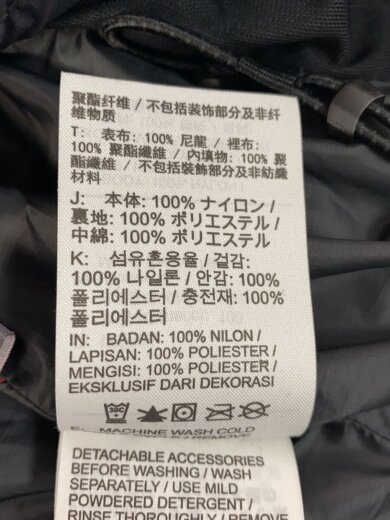 聚酯纤维 / 不包括装饰部分及非纤
维物质
T: 表布: 100% 尼龍 / 裡布:
100% 聚酯纖維 / 內填物: 100% 聚
酯纖維 / 不包括裝飾部分及非紡織
材料
J: 本体: 100% ナイロン /
裏地: 100% ポリエステル /
中綿: 100% ポリエステル
K: 섬유혼용율 / 겉감:
100% 나일론 / 안감: 100%
폴리에스터 / 충전재: 100%
폴리에스터
IN: BADAN: 100% NILON /
LAPISAN: 100% POLIESTER /
MENGISI: 100% POLIESTER /
EKSKLUSIF DARI DEKORASI
30C
E: MACHINE WASH COLD
REMOVE
DETACHABLE ACCESSORIES
BEFORE WASHING / WASH
SEPARATELY / USE MILD
POWDERED DETERGENT /
RINSE THOROUGHLY /